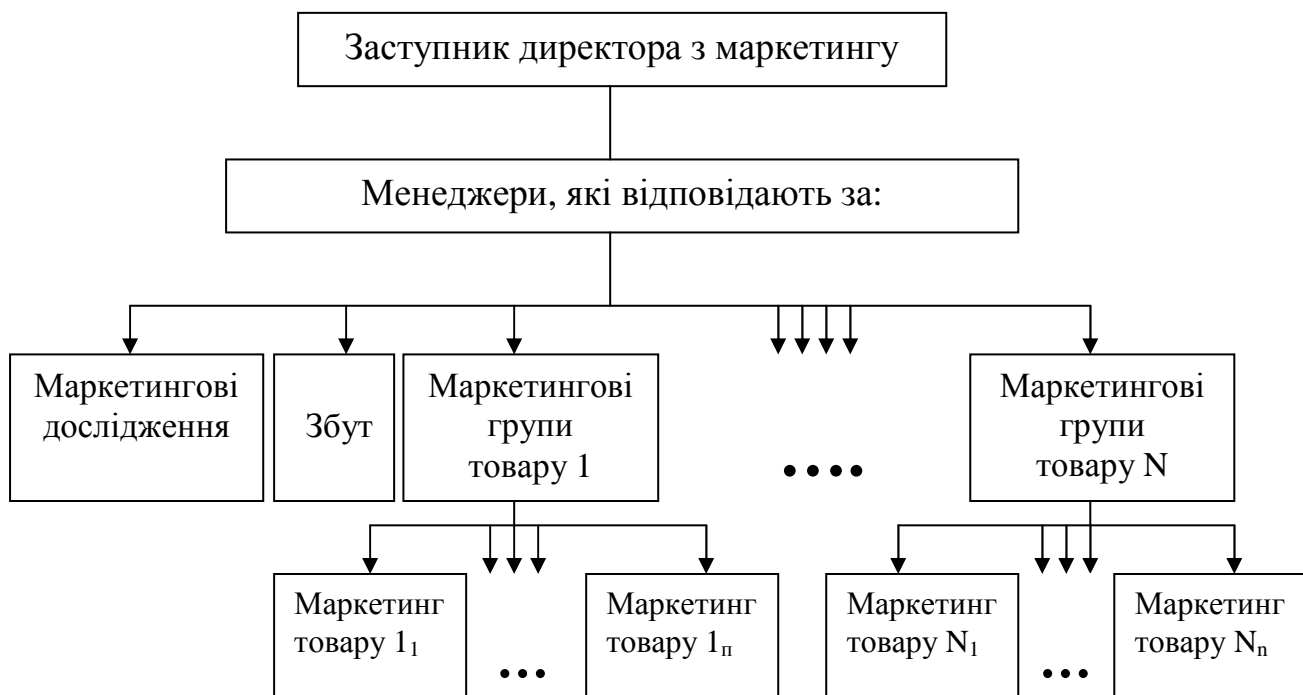 Заступник директора з маркетингу
Менеджери, які відповідають за:
Маркетингові
дослідження
Збут
Маркетингові
групи
товару 1
Маркетингові
групи
товару N
Маркетинг
товару 1₁
Маркетинг
товару 1ₙ
Маркетинг
товару N₁
Маркетинг
товару Nₙ